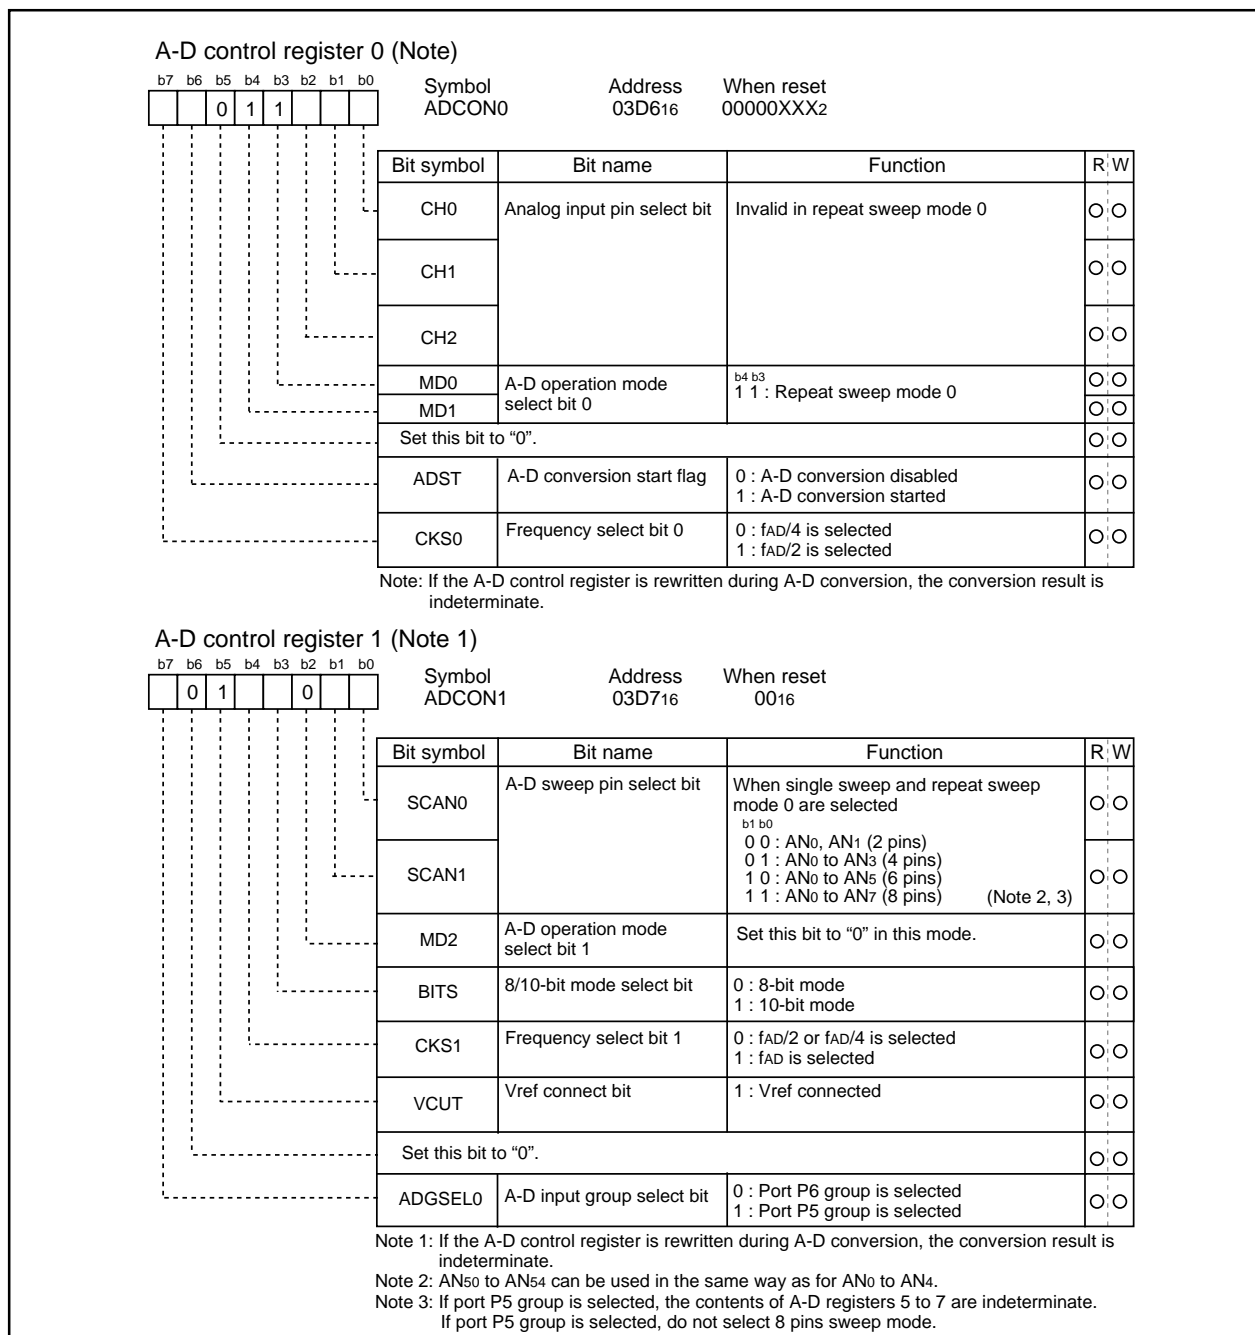 A-D control register 0 (Note)
b7 b6 b5 b4 b3 b2 b1 b0
0 1 1
Symbol Address When reset
ADCON0 03D616 00000XXX2
Bit symbol Bit name Function R W
CH0 Analog input pin select bit Invalid in repeat sweep mode 0
CH1
CH2
MD0 A-D operation mode select bit 0 b4 b3
1 1 : Repeat sweep mode 0
MD1
Set this bit to “0”.
ADST A-D conversion start flag 0 : A-D conversion disabled
1 : A-D conversion started
CKS0 Frequency select bit 0 0 : fAD/4 is selected
1 : fAD/2 is selected
Note: If the A-D control register is rewritten during A-D conversion, the conversion result is
indeterminate.
A-D control register 1 (Note 1)
b7 b6 b5 b4 b3 b2 b1 b0
0 1 0
Symbol Address When reset
ADCON1 03D716 0016
Bit symbol Bit name Function R W
SCAN0 A-D sweep pin select bit When single sweep and repeat sweep
mode 0 are selected
b1 b0
0 0 : AN0, AN1 (2 pins)
0 1 : AN0 to AN3 (4 pins)
SCAN1 1 0 : AN0 to AN5 (6 pins)
1 1 : AN0 to AN7 (8 pins) (Note 2, 3)
MD2 A-D operation mode
select bit 1 Set this bit to “0” in this mode.
BITS 8/10-bit mode select bit 0 : 8-bit mode
1 : 10-bit mode
CKS1 Frequency select bit 1 0 : fAD/2 or fAD/4 is selected
1 : fAD is selected
VCUT Vref connect bit 1 : Vref connected
Set this bit to “0”.
ADGSEL0 A-D input group select bit 0 : Port P6 group is selected
1 : Port P5 group is selected
Note 1: If the A-D control register is rewritten during A-D conversion, the conversion result is
indeterminate.
Note 2: AN50 to AN54 can be used in the same way as for AN0 to AN4.
Note 3: If port P5 group is selected, the contents of A-D registers 5 to 7 are indeterminate.
If port P5 group is selected, do not select 8 pins sweep mode.